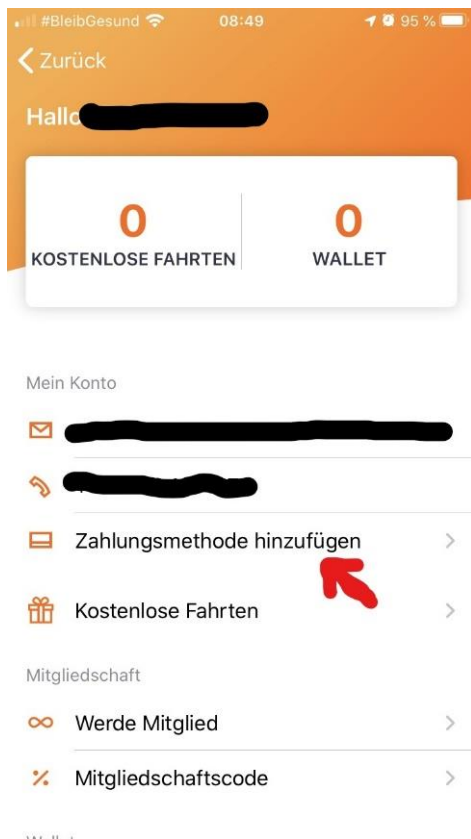 #BleibGesund 08:49 95 %
Zurück
Hallo
0 0
KOSTENLOSE FAHRTEN WALLET
Mein Konto
Zahlungsmethode hinzufügen
Kostenlose Fahrten
Mitgliedschaft
Werde Mitglied
Mitgliedschaftscode